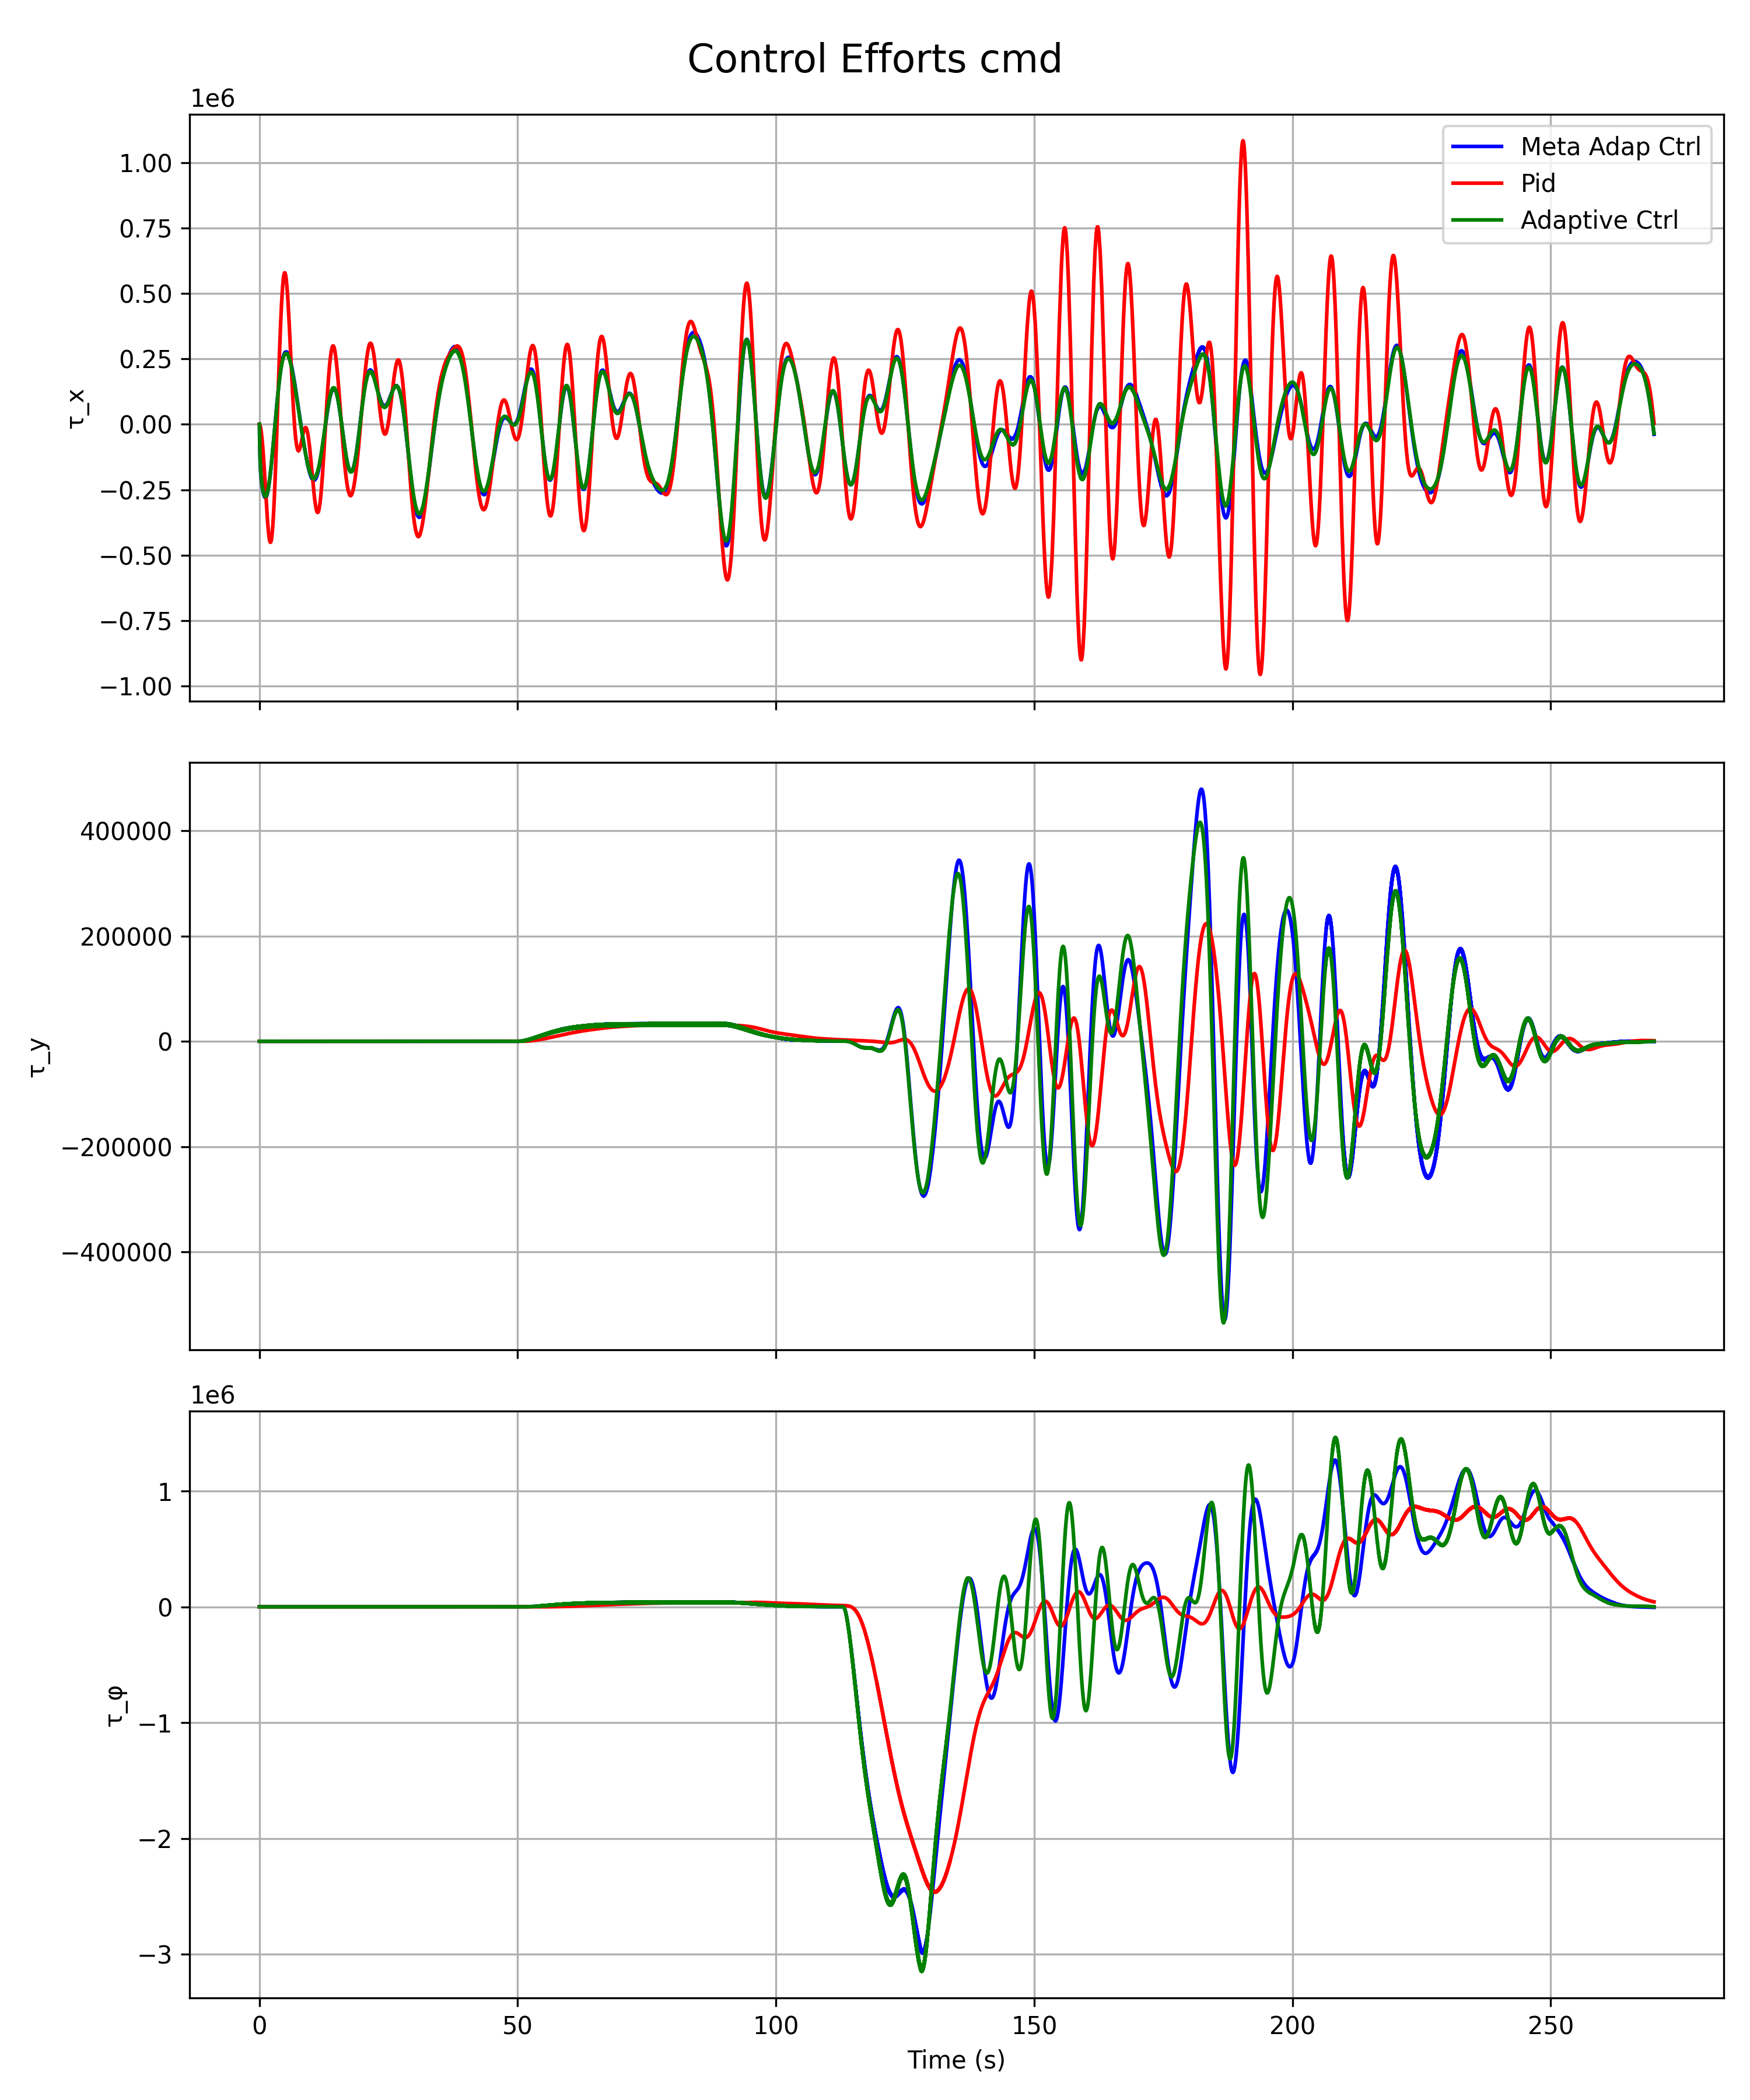 Control Efforts cmd
1e6
1.00
0.75
0.50
0.25
0.00
−0.25
−0.50
−0.75
−1.00
τ_x
Meta Adap Ctrl
Pid
Adaptive Ctrl
400000
200000
0
−200000
−400000
τ_y
1e6
1
0
−1
−2
−3
τ_φ
0 50 100 150 200 250
Time (s)